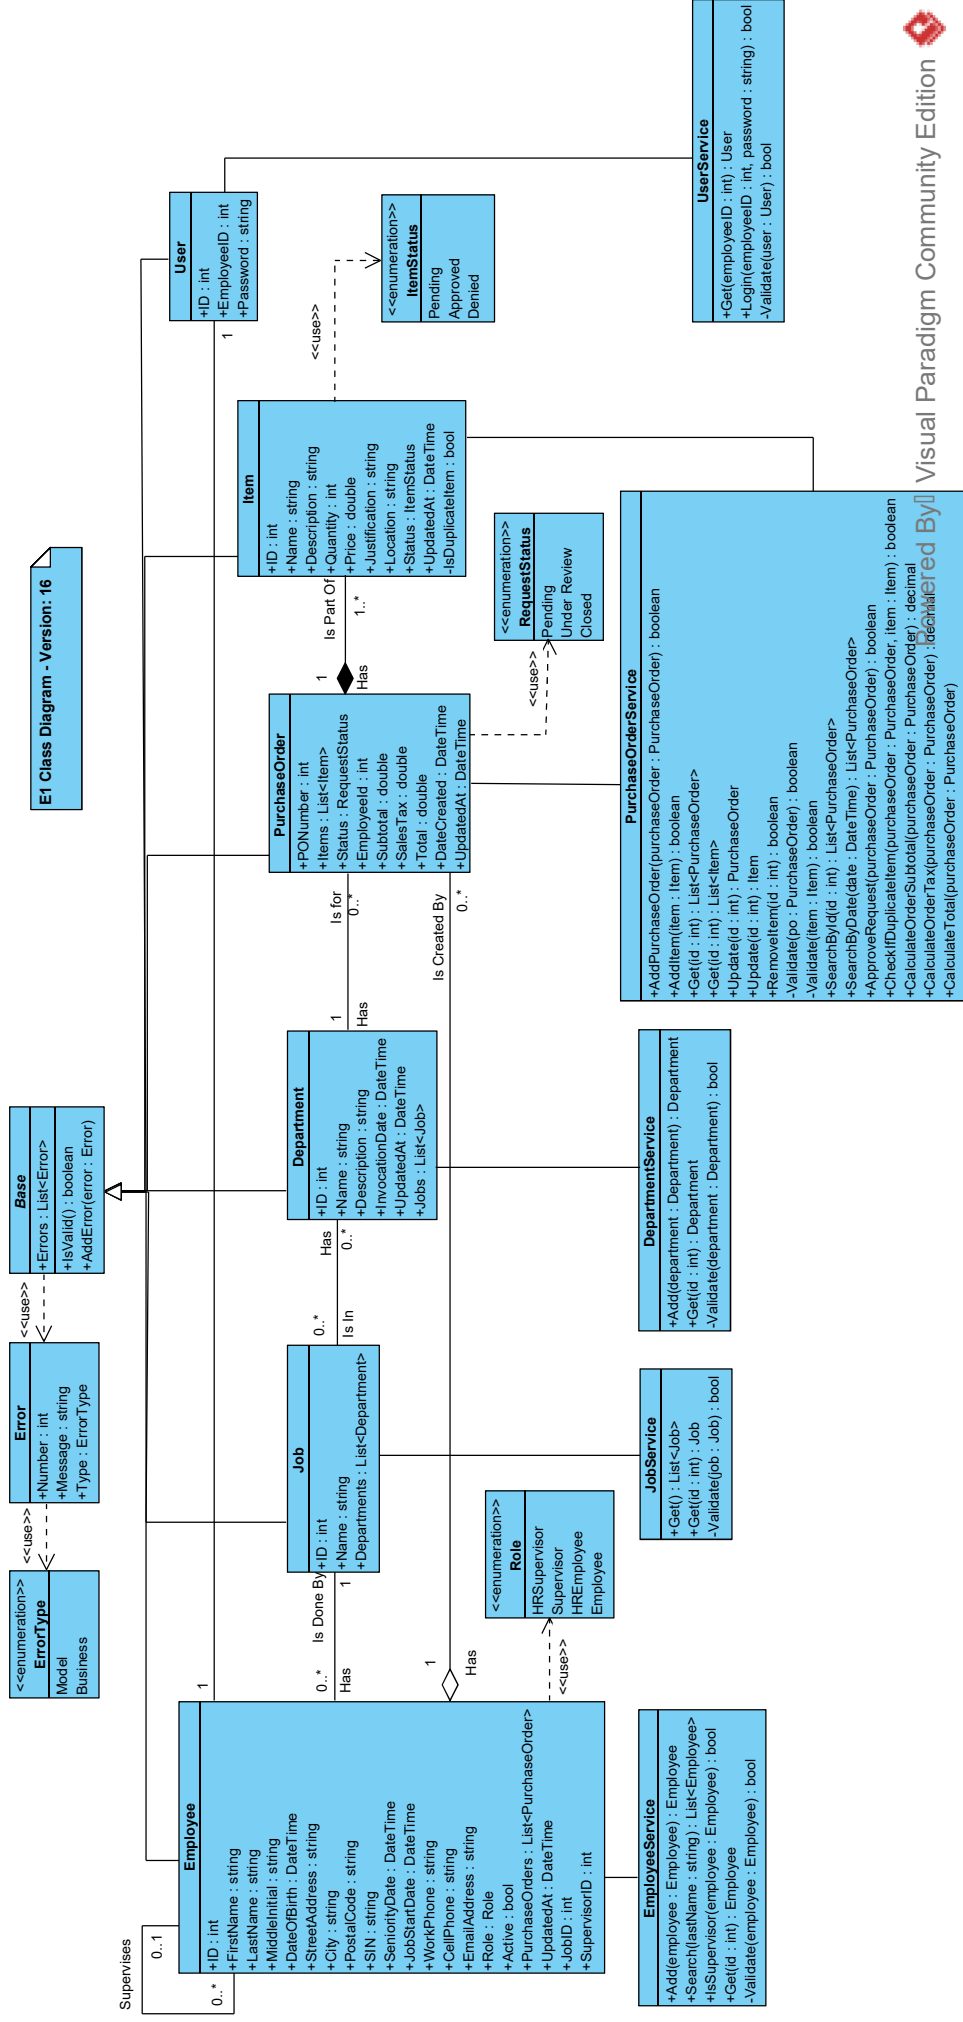 E1 Class Diagram - Version: 16
<<enumeration>>
ErrorType
Model
Business
<<use>>
Error
+Number : int
+Message : string
+Type : ErrorType
<<use>>
Base
+Errors : List<Error>
+IsValid() : boolean
+AddError(error : Error)
Supervises
0..1
0..*
Employee
+ID : int
+FirstName : string
+LastName : string
+MiddleInitial : string
+DateOfBirth : DateTime
+StreetAddress : string
+City : string
+PostalCode : string
+SIN : string
+SeniorityDate : DateTime
+JobStartDate : DateTime
+WorkPhone : string
+CellPhone : string
+EmailAddress : string
+Role : Role
+Active : bool
+PurchaseOrders : List<PurchaseOrder>
+UpdatedAt : DateTime
+JobID : int
+SupervisorID : int
1
1
0..*
Has
Is Done By
1
Job
+ID : int
+Name : string
+Departments : List<Department>
0..*
Is In
Has
0..*
Department
+ID : int
+Name : string
+Description : string
+InvocationDate : DateTime
+UpdatedAt : DateTime
+Jobs : List<Job>
1
Has
Is for
0..*
PurchaseOrder
+PONumber : int
+Items : List<Item>
+Status : RequestStatus
+EmployeeId : int
+Subtotal : double
+SalesTax : double
+Total : double
+DateCreated : DateTime
+UpdatedAt : DateTime
1
Has
Is Part Of
1..*
Item
+ID : int
+Name : string
+Description : string
+Quantity : int
+Price : double
+Justification : string
+Location : string
+Status : ItemStatus
+UpdatedAt : DateTime
-IsDuplicateItem : bool
User
+ID : int
+EmployeeID : int
+Password : string
<<use>>
<<enumeration>>
ItemStatus
Pending
Approved
Denied
1
Has
Is Created By
0..*
<<use>>
<<enumeration>>
Role
HRSupervisor
Supervisor
HREmployee
Employee
<<use>>
<<enumeration>>
RequestStatus
Pending
Under Review
Closed
EmployeeService
+Add(employee : Employee) : Employee
+Search(lastName : string) : List<Employee>
+IsSupervisor(employee : Employee) : bool
+Get(id : int) : Employee
-Validate(employee : Employee) : bool
JobService
+Get() : List<Job>
+Get(id : int) : Job
-Validate(job : Job) : bool
DepartmentService
+Add(department : Department) : Department
+Get(id : int) : Department
-Validate(department : Department) : bool
PurchaseOrderService
+AddPurchaseOrder(purchaseOrder : PurchaseOrder) : boolean
+AddItem(item : Item) : boolean
+Get(id : int) : List<PurchaseOrder>
+Get(id : int) : List<Item>
+Update(id : int) : PurchaseOrder
+Update(id : int) : Item
+RemoveItem(id : int) : boolean
-Validate(po : PurchaseOrder) : boolean
-Validate(item : Item) : boolean
+SearchById(id : int) : List<PurchaseOrder>
+SearchByDate(date : DateTime) : List<PurchaseOrder>
+ApproveRequest(purchaseOrder : PurchaseOrder) : boolean
+CheckIfDuplicateItem(purchaseOrder : PurchaseOrder, item : Item) : boolean
+CalculateOrderSubtotal(purchaseOrder : PurchaseOrder) : decimal
+CalculateOrderTax(purchaseOrder : PurchaseOrder) : decimal
+CalculateTotal(purchaseOrder : PurchaseOrder)
UserService
+Get(employeeID : int) : User
+Login(employeeID : int, password : string) : bool
-Validate(user : User) : bool
Powered By Visual Paradigm Community Edition